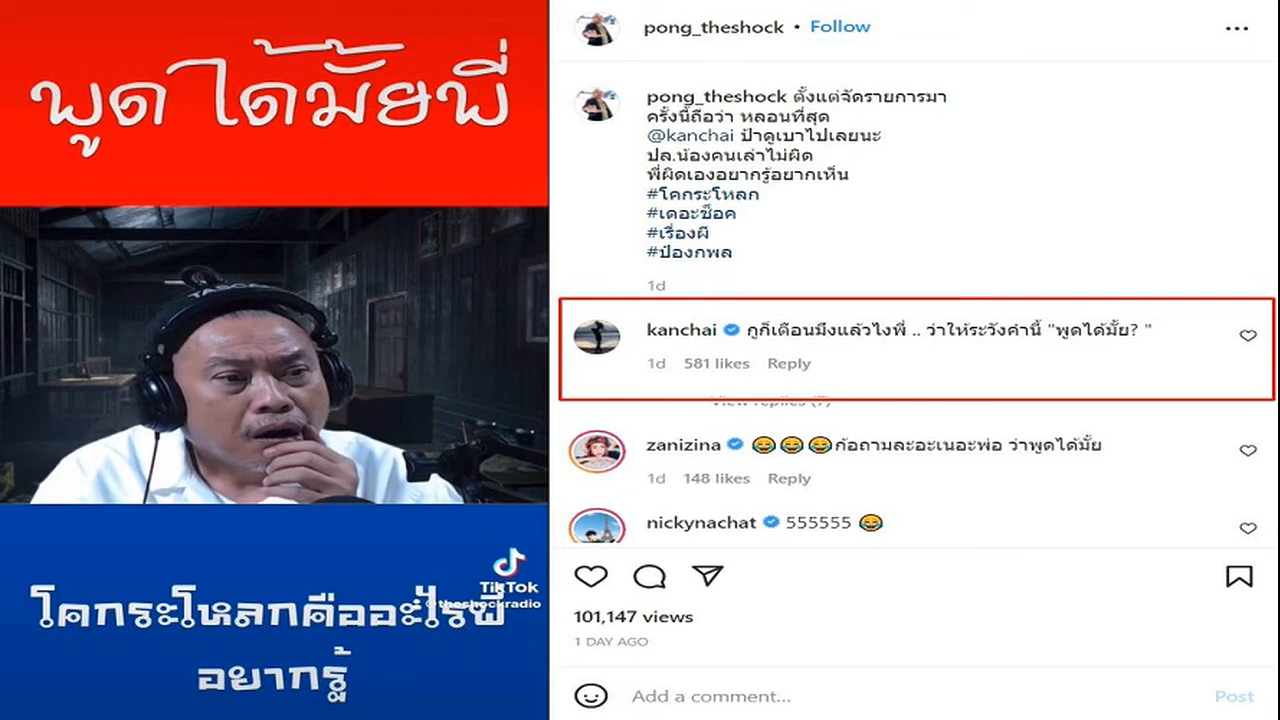 พูดได้มั้ยพี่
TikTok
@theshockradio
โคกระโหลกคืออะไรพี่
อยากรู้
pong_theshock • Follow
pong_theshock ตั้งแต่จัดรายการมา
ครั้งนี้ถือว่า หลอนที่สุด
@kanchai ป๋าดูเบาไปเลยนะ
ปล.น้องคนเล่าไม่ผิด
พี่ผิดเองอยากรู้อยากเห็น
#โคกระโหลก
#เดอะช็อค
#เรื่องผี
#ป๋องกพล
1d
kanchai กูก็เตือนมึงแล้วไงพี่ .. ว่าให้ระวังคำนี้ "พูดได้มั้ย? "
1d 581 likes Reply
View replies (7)
zanizina 😂😂😂ก้อถามละอะเนอะพ่อ ว่าพูดได้มั้ย
1d 148 likes Reply
nickynachat 555555 😂
101,147 views
1 DAY AGO
Add a comment... Post